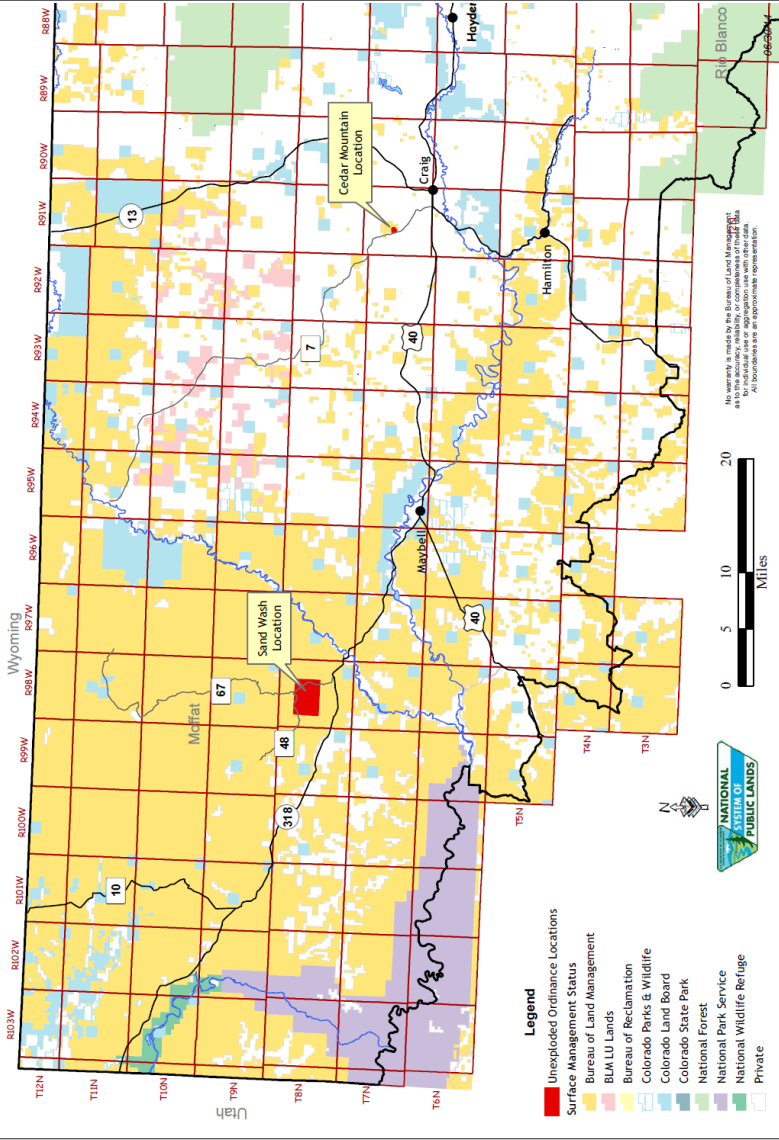 Wyoming
R103W
R102W
R101W
R100W
R99W
R98W
R97W
R96W
R95W
R94W
R93W
R92W
R91W
R90W
R89W
R88W
T12N
T11N
T10N
T9N
T8N
T7N
T6N
T5N
T4N
T3N
Utah
Moffat
Rio Blanco
10
318
48
67
Sand Wash
Location
40
Maybell
7
40
13
Cedar Mountain
Location
Craig
Hamilton
Hayden
Legend
Unexploded Ordinance Locations
Surface Management Status
Bureau of Land Management
BLM LU Lands
Bureau of Reclamation
Colorado Parks & Wildlife
Colorado Land Board
Colorado State Park
National Forest
National Park Service
National Wildlife Refuge
Private
N
NATIONAL
SYSTEM OF
PUBLIC LANDS
0 5 10 20
Miles
No warranty is made by the Bureau of Land Management
as to the accuracy, reliability, or completeness of these data
for individual use or aggregation use with other data.
All boundaries are an approximate representation.